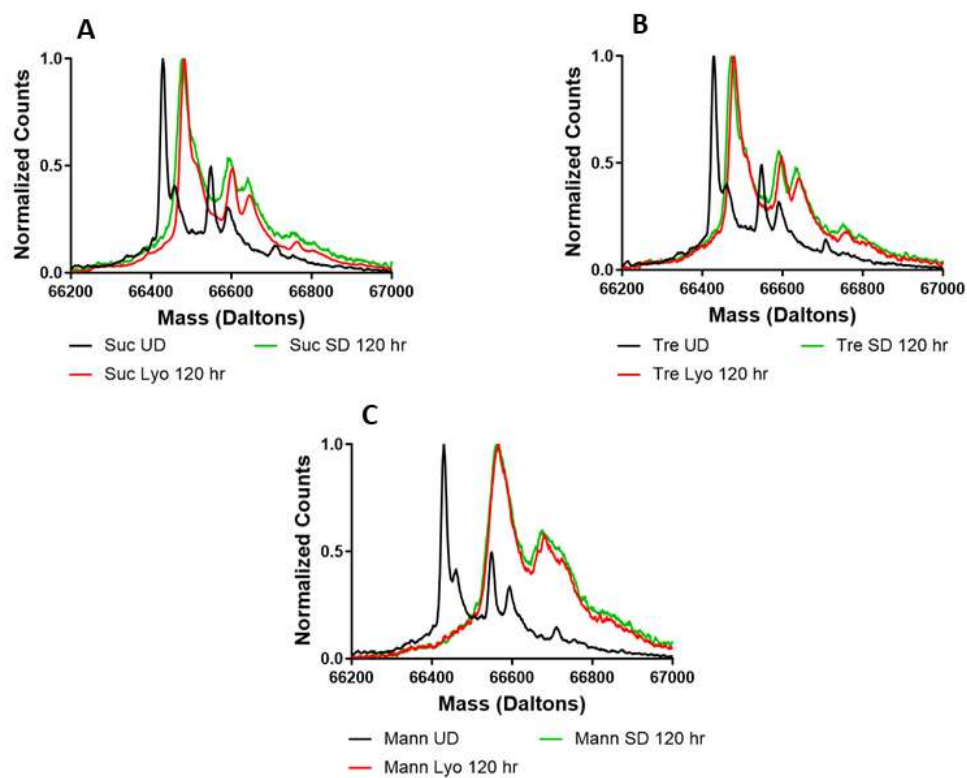 A
Normalized Counts
1.0
0.5
0.0
66200 66400 66600 66800 67000
Mass (Daltons)
Suc UD Suc SD 120 hr
Suc Lyo 120 hr
B
Normalized Counts
1.0
0.5
0.0
66200 66400 66600 66800 67000
Mass (Daltons)
Tre UD Tre SD 120 hr
Tre Lyo 120 hr
C
Normalized Counts
1.0
0.5
0.0
66200 66400 66600 66800 67000
Mass (Daltons)
Mann UD Mann SD 120 hr
Mann Lyo 120 hr